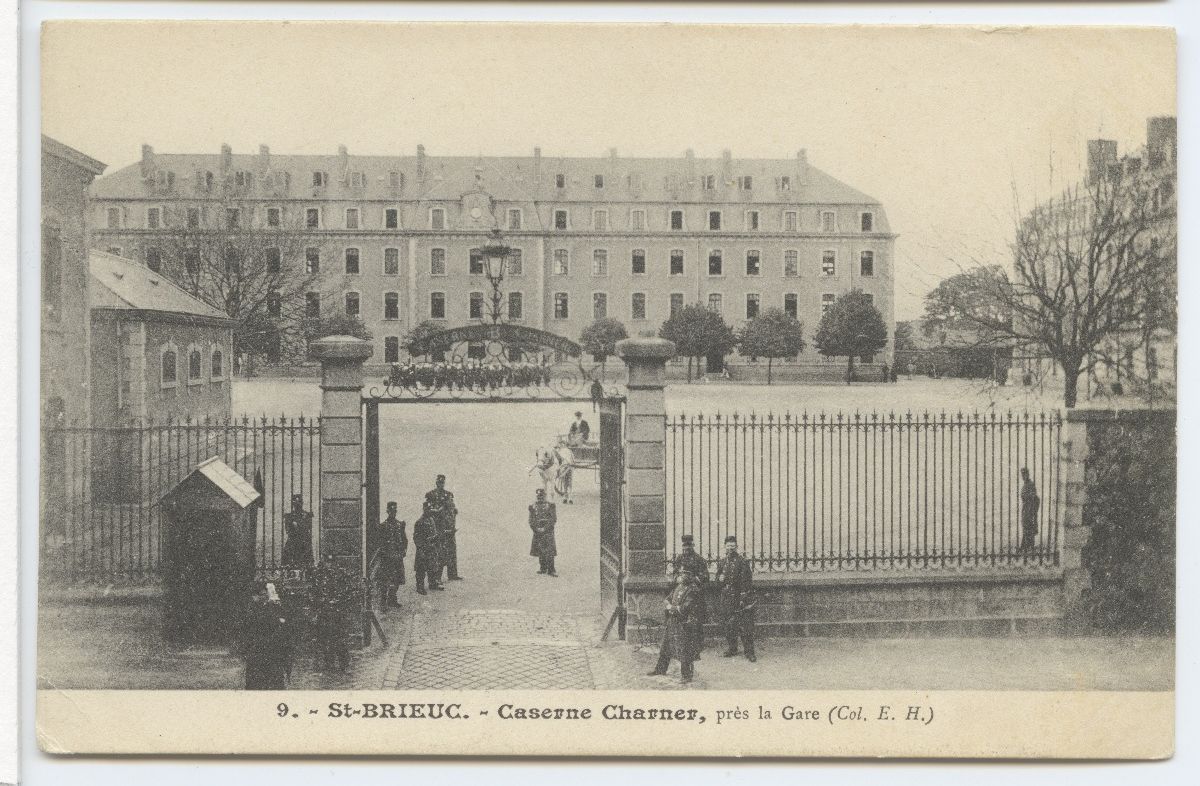 9. - St-BRIEUC. - Caserne Charner, près la Gare (Col. E. H.)